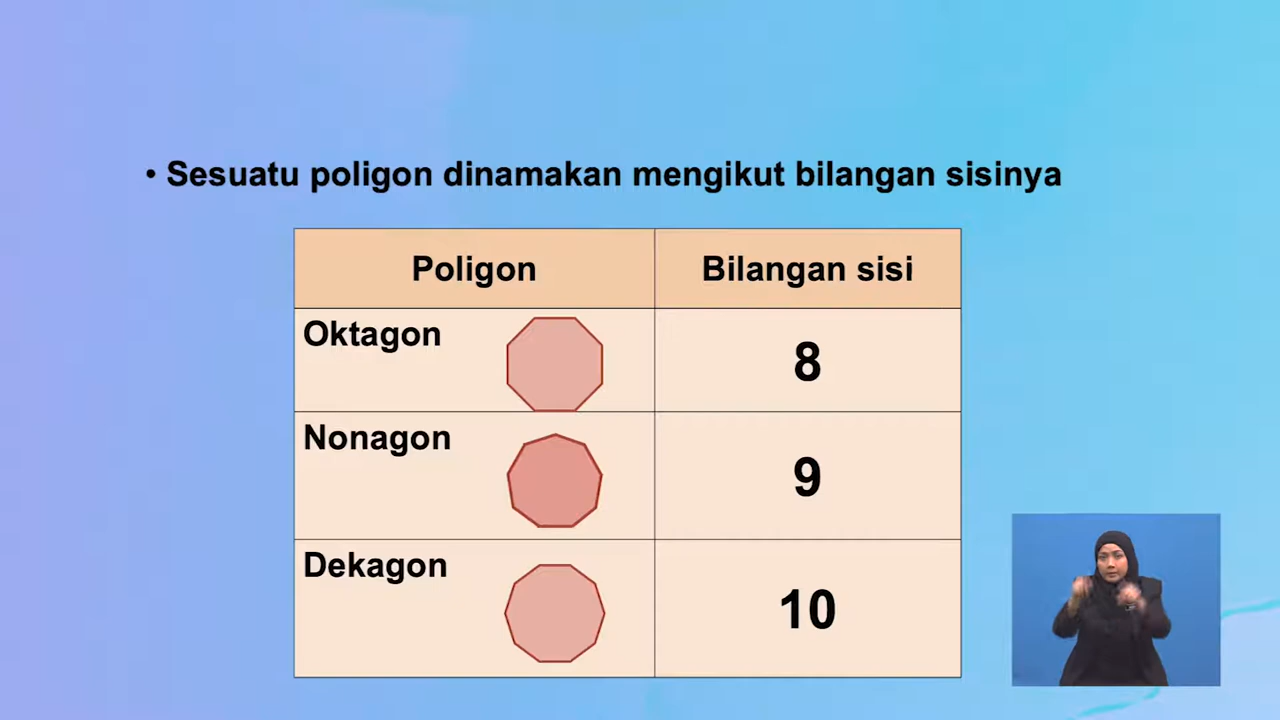 • Sesuatu poligon dinamakan mengikut bilangan sisinya
Poligon Bilangan sisi
Oktagon 8
Nonagon 9
Dekagon 10